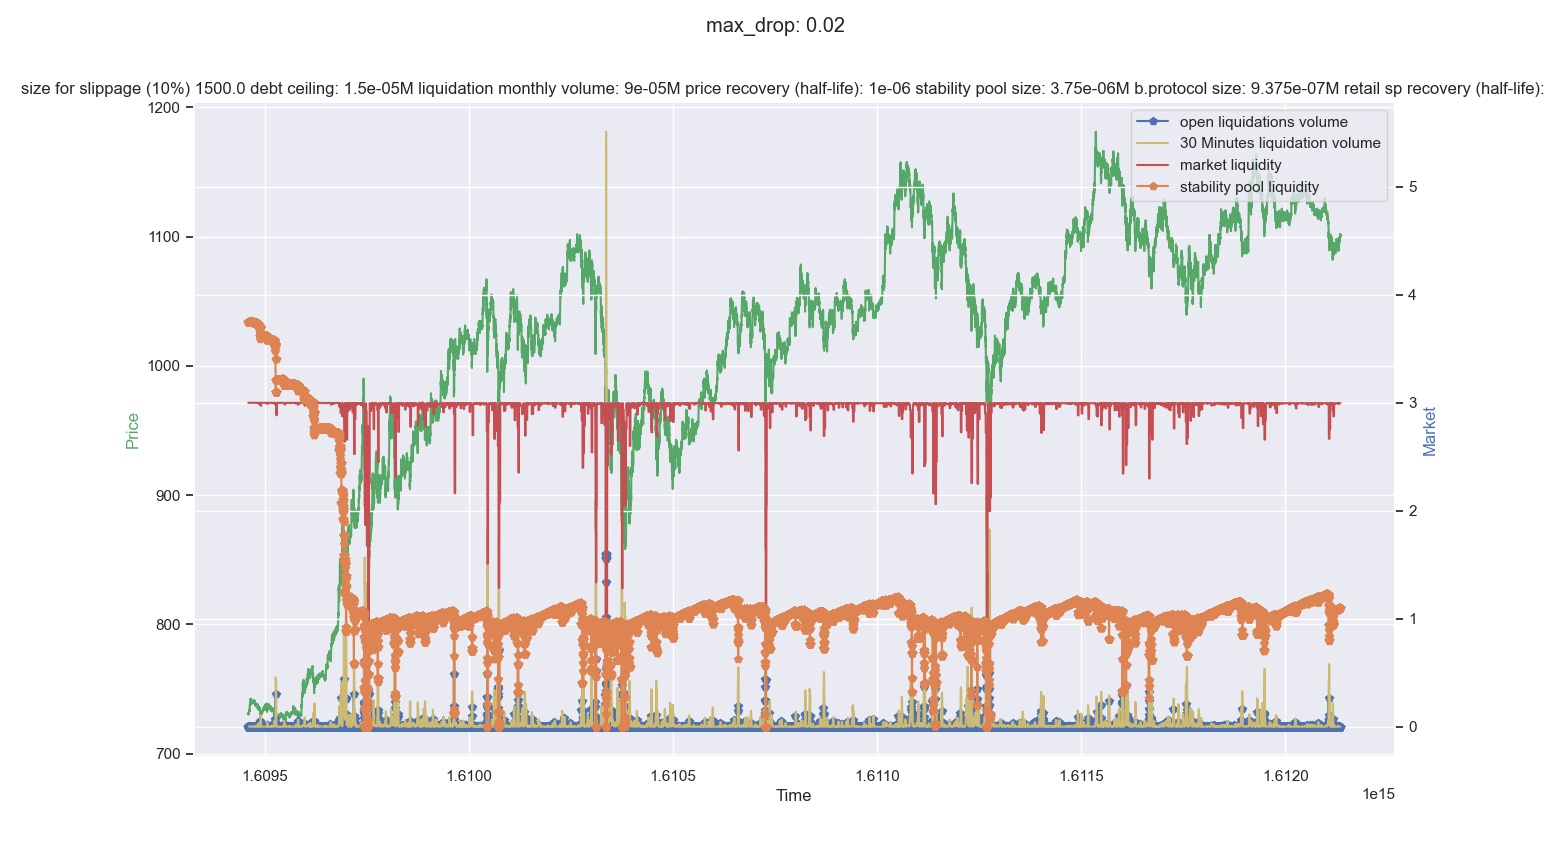 max_drop: 0.02
size for slippage (10%) 1500.0 debt ceiling: 1.5e-05M liquidation monthly volume: 9e-05M price recovery (half-life): 1e-06 stability pool size: 3.75e-06M b.protocol size: 9.375e-07M retail sp recovery (half-life):
open liquidations volume
30 Minutes liquidation volume
market liquidity
stability pool liquidity
1200
1100
1000
900
800
700
Price
5
4
3
2
1
0
Market
1.6095
1.6100
1.6105
1.6110
1.6115
1.6120
Time
1e15